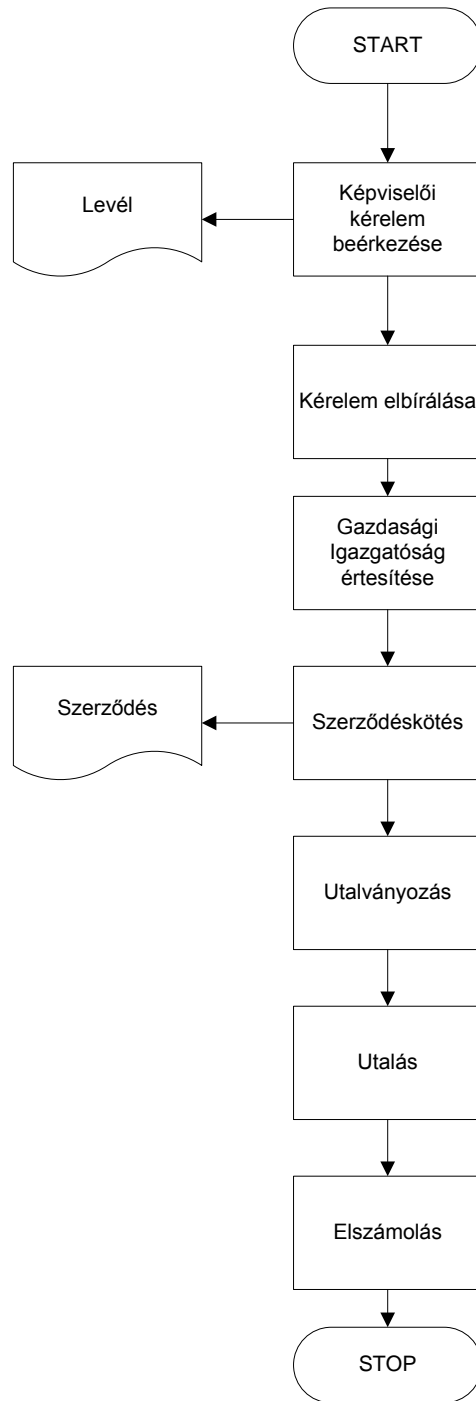 START
Levél
Képviselői
kérelem
beérkezése
Kérelem elbírálása
Gazdasági
Igazgatóság
értesítése
Szerződés
Szerződéskötés
Utalványozás
Utalás
Elszámolás
STOP